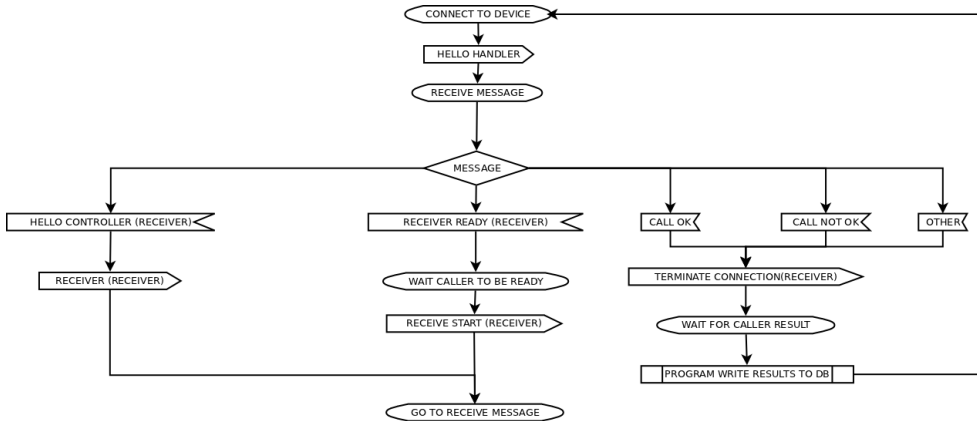 CONNECT TO DEVICE
HELLO HANDLER
RECEIVE MESSAGE
MESSAGE
HELLO CONTROLLER (RECEIVER)
RECEIVER READY (RECEIVER)
CALL OK
CALL NOT OK
OTHER
RECEIVER (RECEIVER)
WAIT CALLER TO BE READY
TERMINATE CONNECTION(RECEIVER)
RECEIVE START (RECEIVER)
WAIT FOR CALLER RESULT
PROGRAM WRITE RESULTS TO DB
GO TO RECEIVE MESSAGE